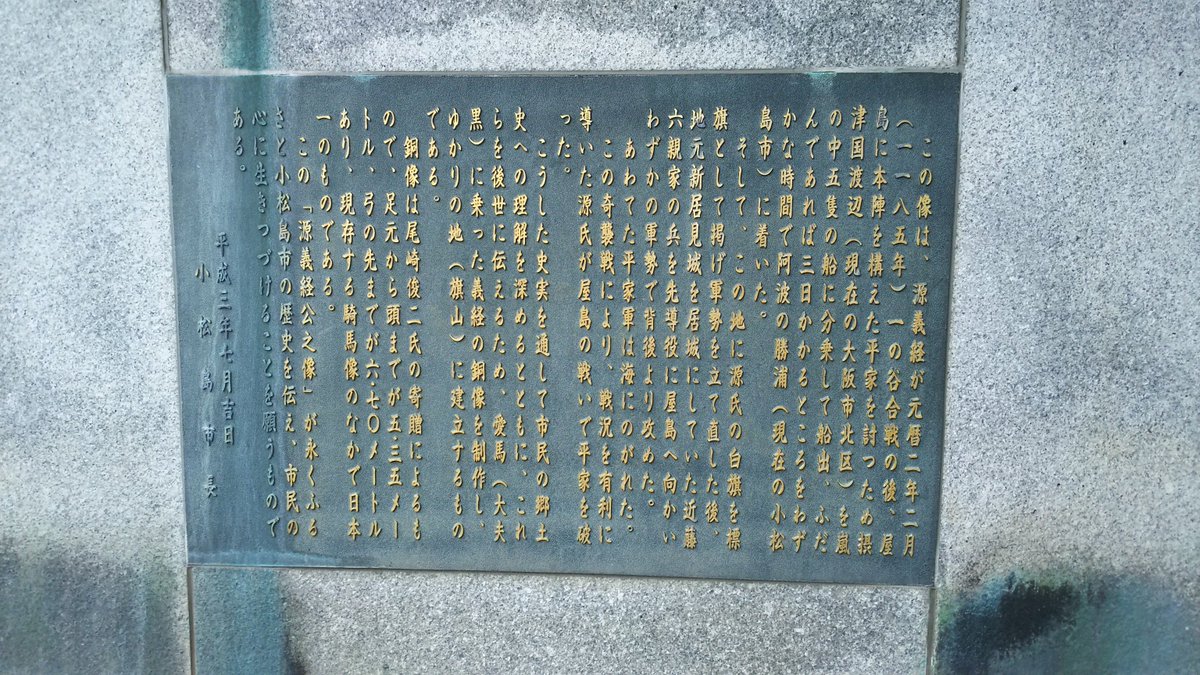 この像は、源義経が元暦二年二月
（一一八五年）一の谷合戦の後、屋
島に本陣を構えた平家を討つため摂
津国渡辺（現在の大阪市北区）を嵐
の中五隻の船に分乗して船出、ふだ
んであれば三日かかるところをわず
かな時間で阿波の勝浦（現在の小松
島市）に着いた。
そして、この地に源氏の白旗を標
旗として掲げ軍勢を立て直した後、
地元新居見城を居城にしていた近藤
六親家の兵を先導役に屋島へ向かい
わずかの軍勢で背後より攻めた。
あわてた平家軍は海にのがれた。
この奇襲戦により、戦況を有利に
導いた源氏が屋島の戦いで平家を破
った。
こうした史実を通して市民の郷土
史への理解を深めるとともに、これ
らを後世に伝えるため、愛馬（大夫
黒）に乗った義経の銅像を制作し、
ゆかりの地（旗山）に建立するもの
である。
銅像は尾崎俊二氏の寄贈によるも
ので、足元から頭までが五・三五メー
トル、弓の先までが六・七〇メートル
あり、現存する騎馬像のなかで日本
一のものである。
この「源義経公之像」が永くふる
さと小松島市の歴史を伝え、市民の
心に生きつづけることを願うもので
ある。
平成三年十月吉日
小松島市長